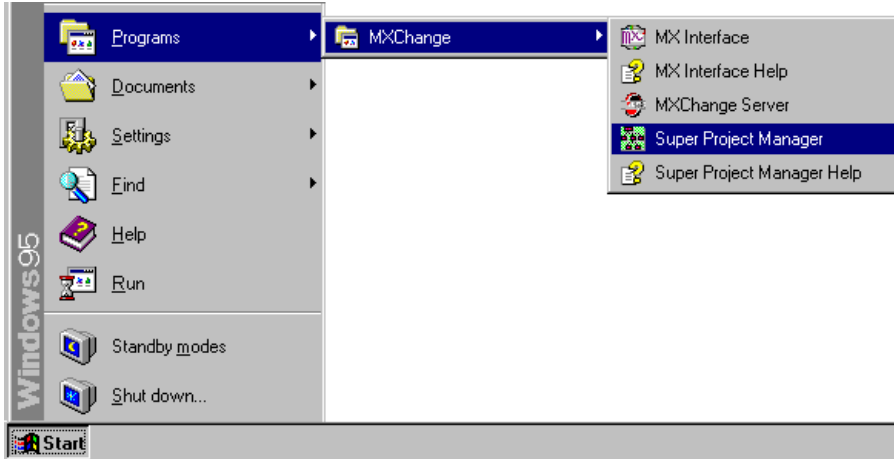 Programs
Documents
Settings
Find
Help
Run
Standby modes
Shut down...
Windows95
Start
MXChange
MX Interface
MX Interface Help
MXChange Server
Super Project Manager
Super Project Manager Help